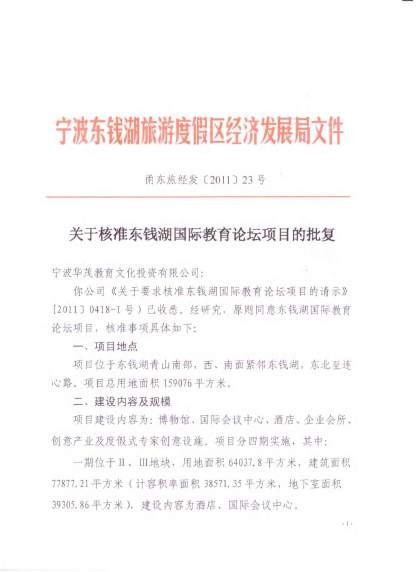 宁波东钱湖旅游度假区经济发展局文件
甬东旅经发〔2011〕23号
关于核准东钱湖国际教育论坛项目的批复
宁波华茂教育文化投资有限公司：
你公司《关于要求核准东钱湖国际教育论坛项目的请示》
[2011〕0418-1号）已收悉。经研究，原则同意东钱湖国际教育
论坛项目，核准事项具体如下：
一、项目地点
项目位于东钱湖青山南部，西、南面紧邻东钱湖，东北至连
心路。项目总用地面积159076平方米。
二、建设内容及规模
项目建设内容为：博物馆、国际会议中心、酒店、企业会所、
创意产业及度假式专家创意设施。项目分四期实施，其中：
一期位于Ⅱ、Ⅲ地块，用地面积64037.8平方米，建筑面积
77877.21平方米（计容积率面积38571.35平方米，地下室面积
39305.86平方米），建设内容为酒店、国际会议中心。
-1-